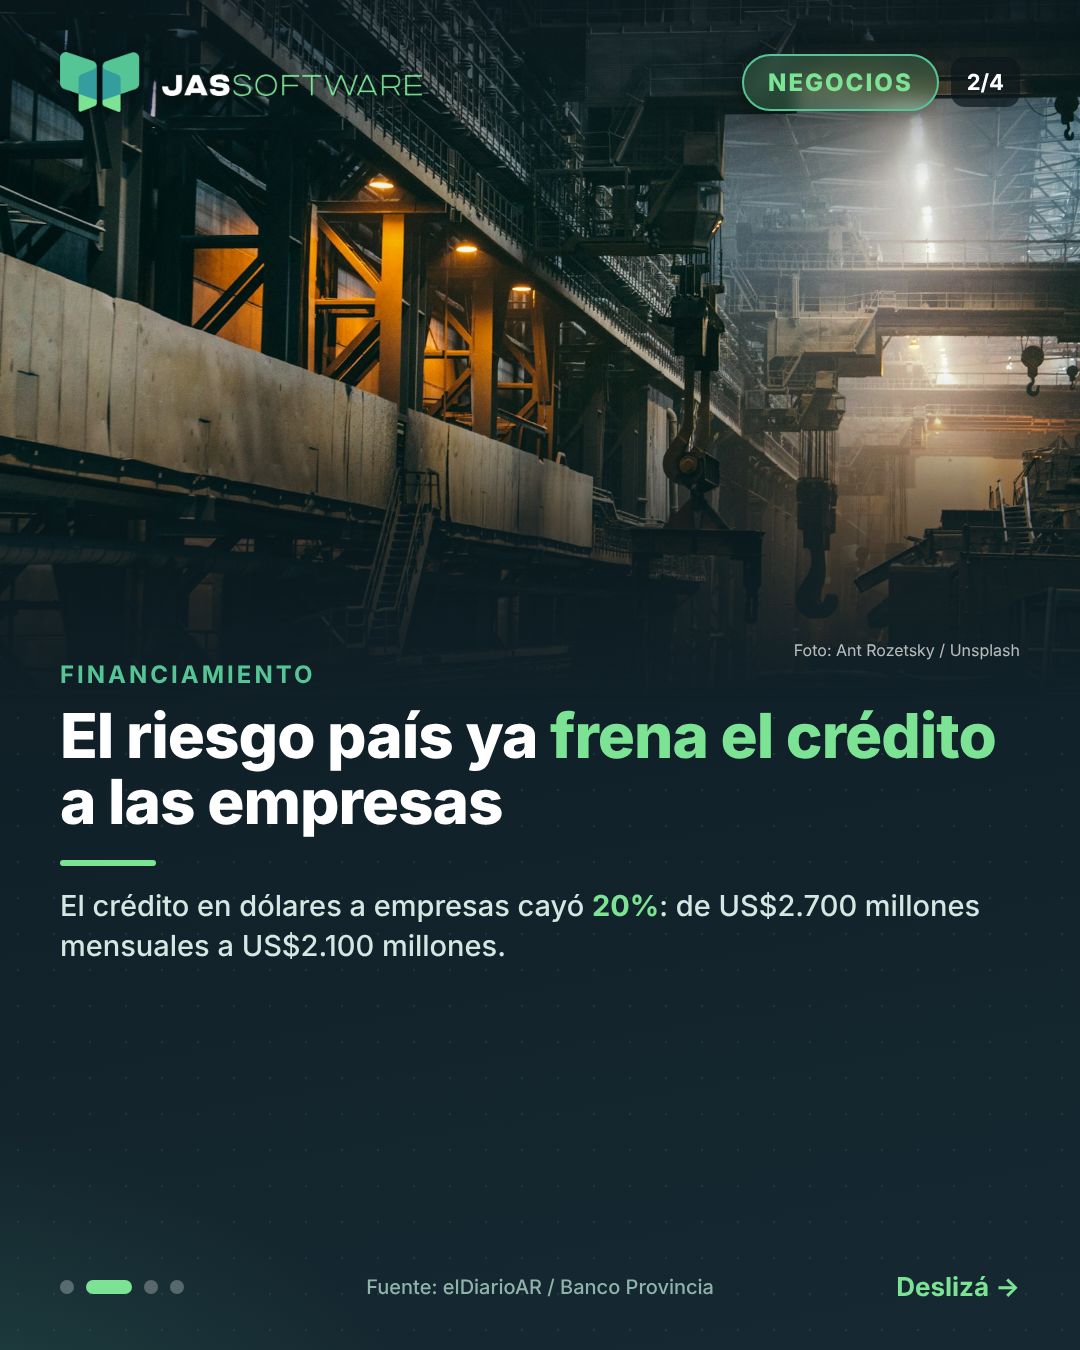 JASSOFTWARE
NEGOCIOS
2/4
Foto: Ant Rozetsky / Unsplash
FINANCIAMIENTO
El riesgo país ya frena el crédito
a las empresas
El crédito en dólares a empresas cayó 20%: de US$2.700 millones
mensuales a US$2.100 millones.
Fuente: elDiarioAR / Banco Provincia
Deslizá →